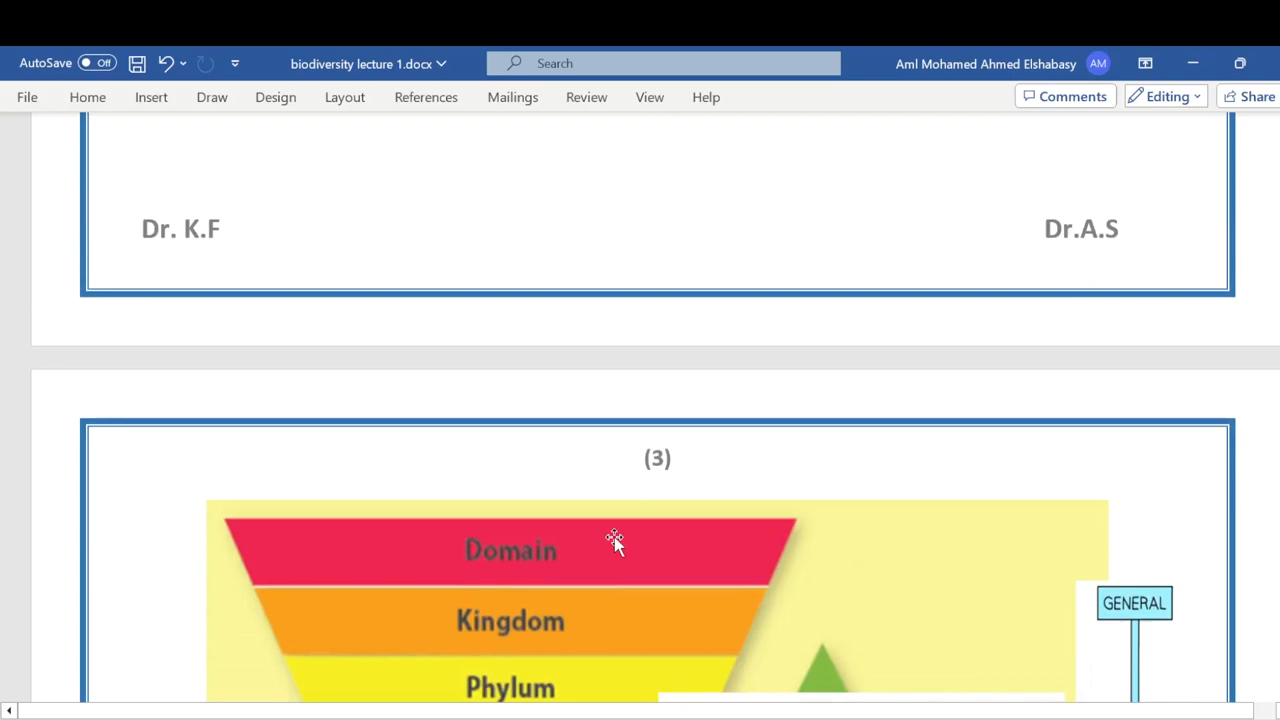 AutoSave Off biodiversity lecture 1.docx Search Aml Mohamed Ahmed Elshabasy AM
File Home Insert Draw Design Layout References Mailings Review View Help Comments Editing Share
Dr. K.F Dr.A.S
(3)
Domain
GENERAL
Kingdom
Phylum